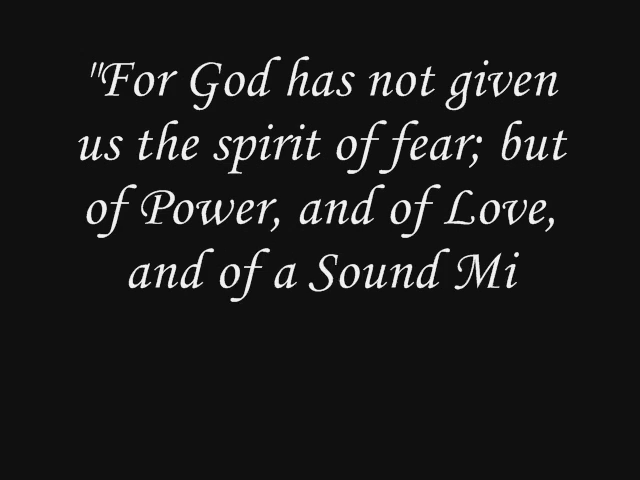 "For God has not given
us the spirit of fear; but
of Power, and of Love,
and of a Sound Mi